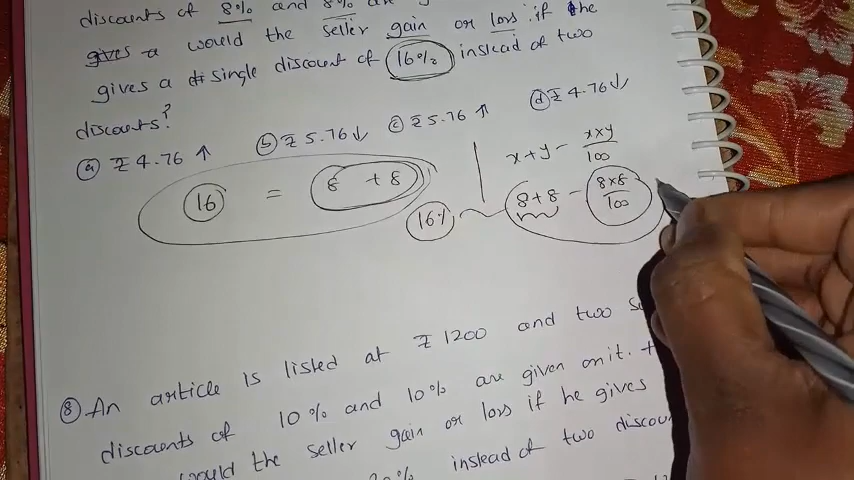 discounts of 8% and 8% are
gives a would the seller gain or loss if the
gives a single discount of 16% instead of two
discounts?
(a) ₹ 4.76 ↑ (b) ₹ 5.76 ↓ (c) ₹ 5.76 ↑ (d) ₹ 4.76 ↓
x+y - x×y/100
16 = 8 + 8
16% 8+8 - 8×8/100
(8) An article is listed at ₹ 1200 and two
discounts of 10% and 10% are given on it.
would the seller gain or loss if he gives
instead of two